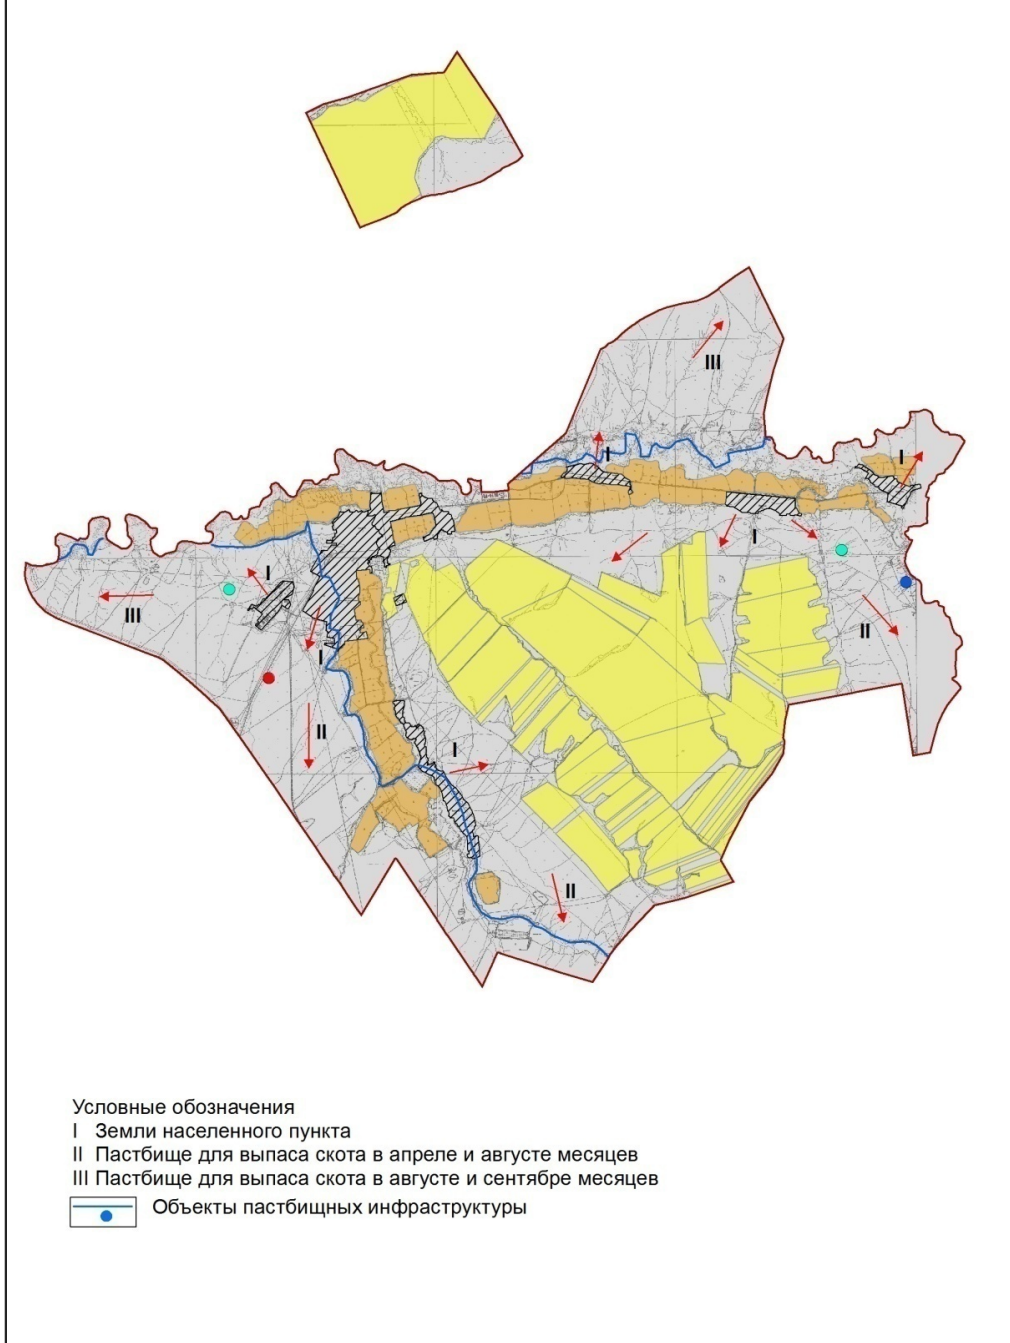 III
I
I
I
I
III
II
I
II
I
II
Условные обозначения
I Земли населенного пункта
II Пастбище для выпаса скота в апреле и августе месяцев
III Пастбище для выпаса скота в августе и сентябре месяцев
Объекты пастбищных инфраструктуры